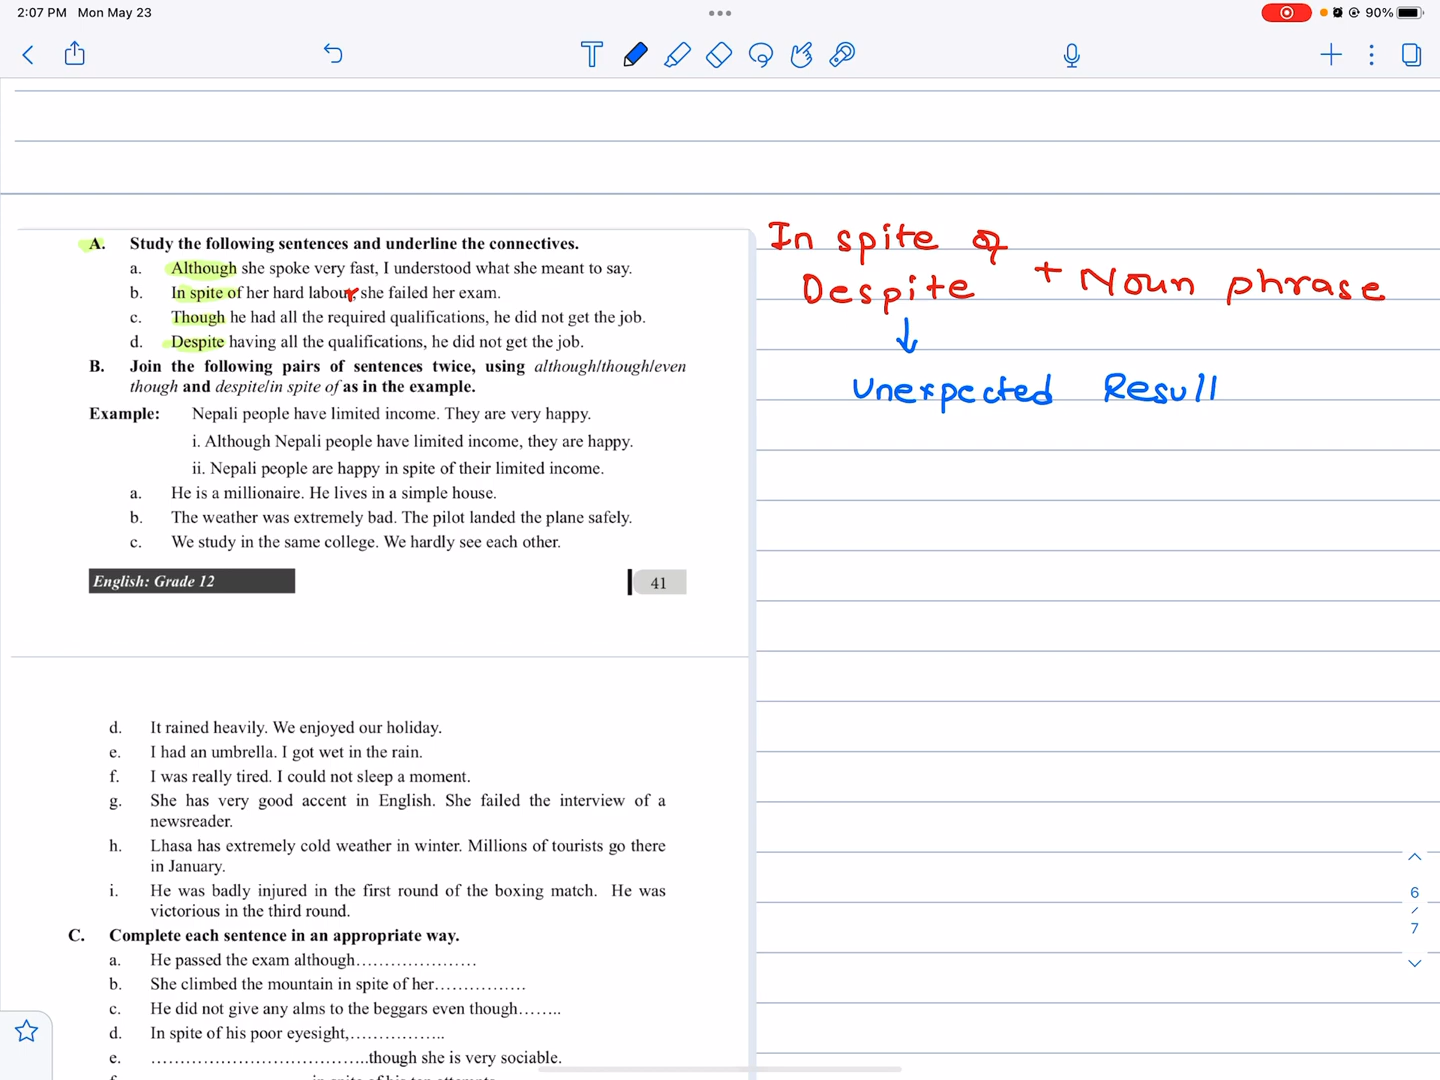 2:07 PM Mon May 23
90%
T
A. Study the following sentences and underline the connectives.
a. Although she spoke very fast, I understood what she meant to say.
b. In spite of her hard labour, she failed her exam.
c. Though he had all the required qualifications, he did not get the job.
d. Despite having all the qualifications, he did not get the job.
B. Join the following pairs of sentences twice, using although/though/even
though and despite/in spite of as in the example.
Example: Nepali people have limited income. They are very happy.
i. Although Nepali people have limited income, they are happy.
ii. Nepali people are happy in spite of their limited income.
a. He is a millionaire. He lives in a simple house.
b. The weather was extremely bad. The pilot landed the plane safely.
c. We study in the same college. We hardly see each other.
English: Grade 12 41
d. It rained heavily. We enjoyed our holiday.
e. I had an umbrella. I got wet in the rain.
f. I was really tired. I could not sleep a moment.
g. She has very good accent in English. She failed the interview of a
newsreader.
h. Lhasa has extremely cold weather in winter. Millions of tourists go there
in January.
i. He was badly injured in the first round of the boxing match. He was
victorious in the third round.
C. Complete each sentence in an appropriate way.
a. He passed the exam although.....................
b. She climbed the mountain in spite of her................
c. He did not give any alms to the beggars even though.......
d. In spite of his poor eyesight,.................
e. .......................................though she is very sociable.
In spite of
Despite + Noun phrase
Unexpected Result
6
/
7